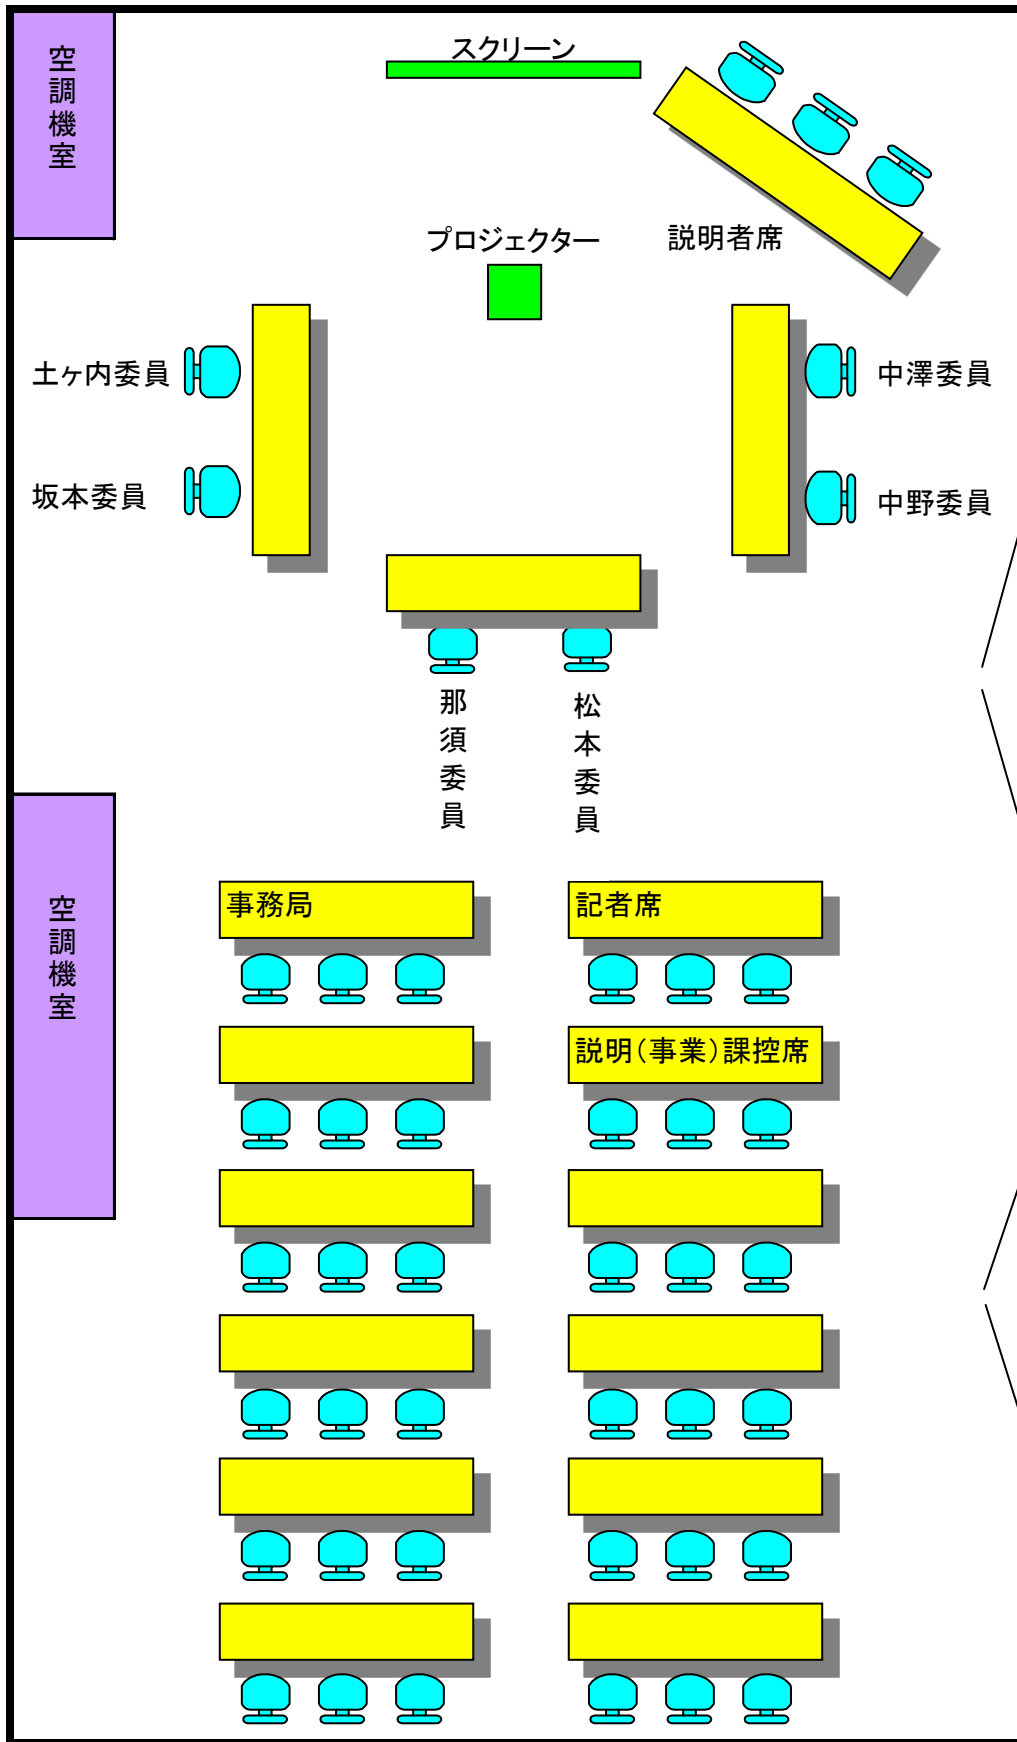 空調機室
スクリーン
プロジェクター
説明者席
土ヶ内委員
中澤委員
坂本委員
中野委員
那須委員
松本委員
空調機室
事務局
記者席
説明(事業)課控席